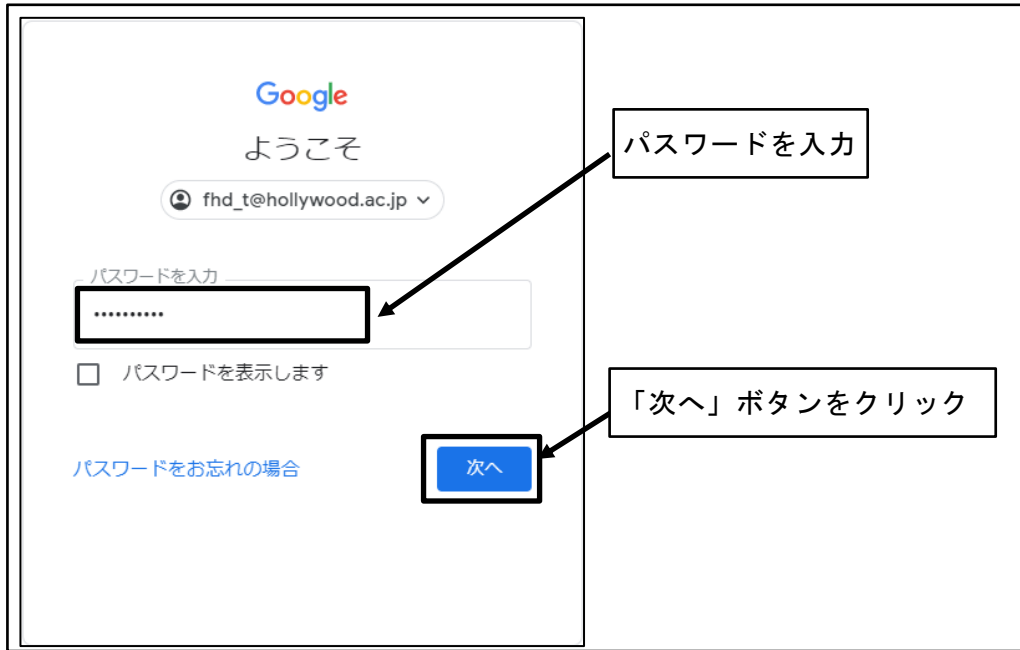 Google
ようこそ
fhd_t@hollywood.ac.jp
パスワードを入力
••••••••••
パスワードを表示します
パスワードをお忘れの場合
次へ
パスワードを入力
「次へ」ボタンをクリック